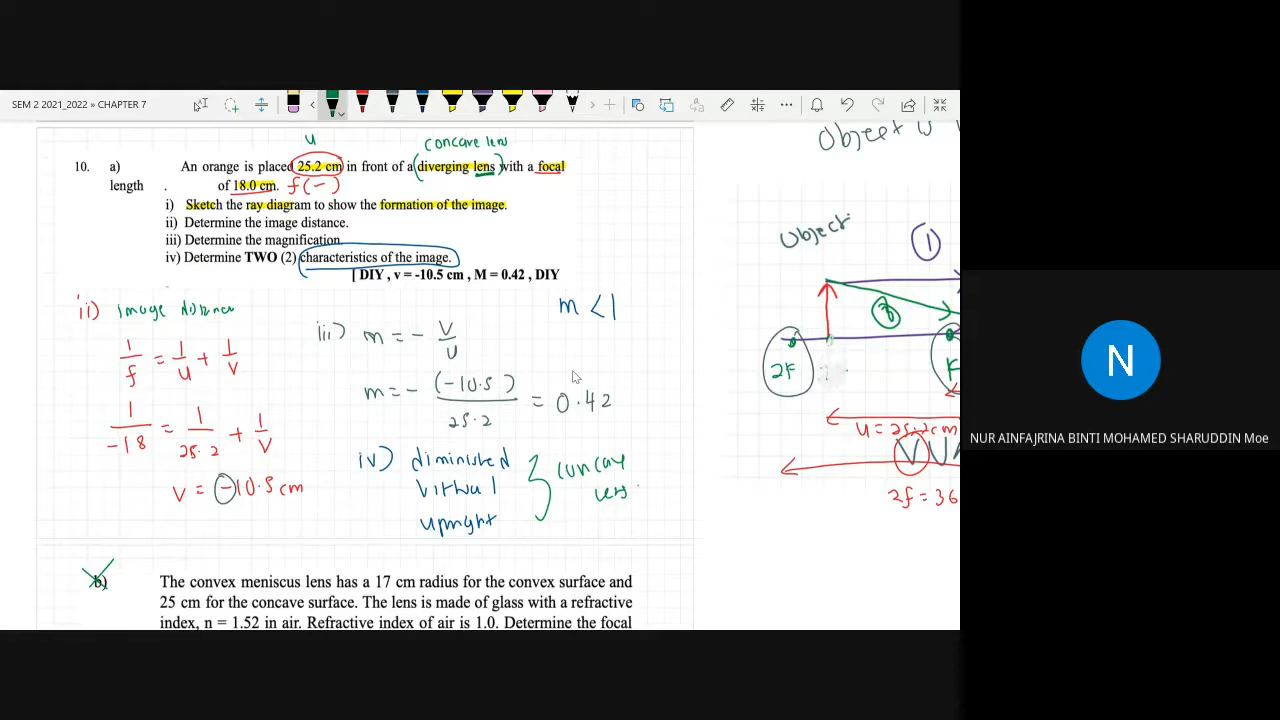 SEM 2 2021_2022 » CHAPTER 7
u
concave lens
10. a) An orange is placed 25.2 cm in front of a (diverging lens) with a focal
length . of 18.0 cm. f(-)
i) Sketch the ray diagram to show the formation of the image.
ii) Determine the image distance.
iii) Determine the magnification.
iv) Determine TWO (2) characteristics of the image.
[ DIY , v = -10.5 cm , M = 0.42 , DIY
ii) Image distance
1/f = 1/u + 1/v
1/-18 = 1/25.2 + 1/v
v = -10.5 cm
iii) m = - v/u
m = - (-10.5)/25.2 = 0.42
m < 1
iv) diminished
virtual
upright
} concave
lens
b) The convex meniscus lens has a 17 cm radius for the convex surface and
25 cm for the concave surface. The lens is made of glass with a refractive
index, n = 1.52 in air. Refractive index of air is 1.0. Determine the focal
Object
Object
1
2F
F
u = 25.2cm
2f = 36
N
NUR AINFAJRINA BINTI MOHAMED SHARUDDIN Moe